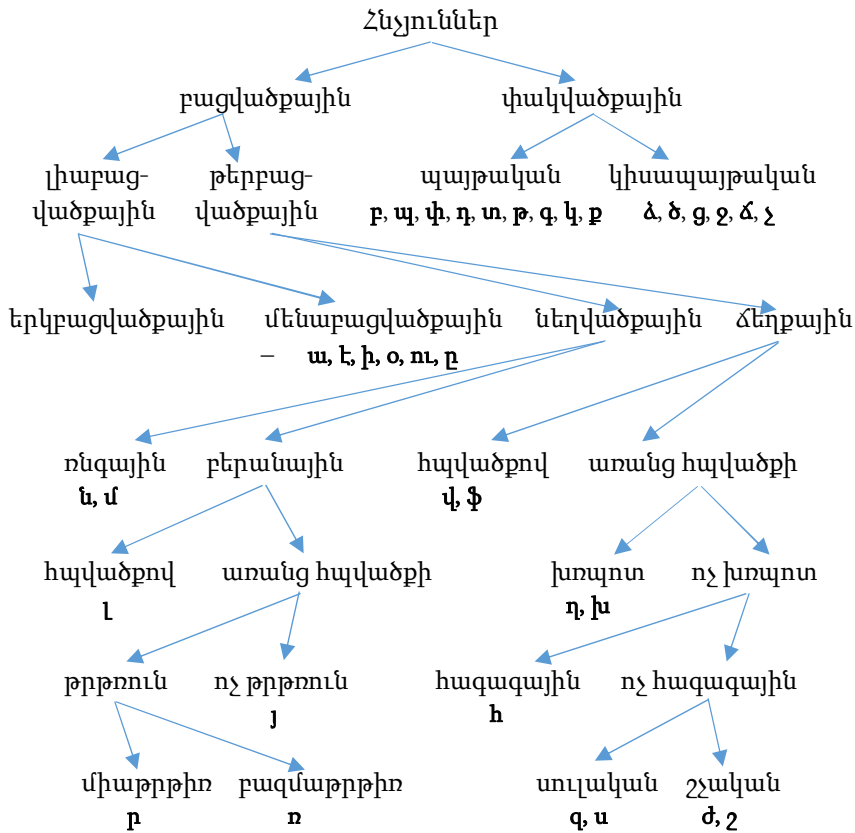 Հնչյուններ
բացվածքային
փակվածքային
լիաբաց-
վածքային
թերբաց-
վածքային
պայթական
բ, պ, փ, դ, տ, թ, գ, կ, ք
կիսապայթական
ձ, ծ, ց, ջ, ճ, չ
երկբացվածքային
–
մենաբացվածքային
ա, է, ի, օ, ու, ը
նեղվածքային
ճեղքային
ռնգային
ն, մ
բերանային
հպվածքով
վ, ֆ
առանց հպվածքի
հպվածքով
լ
առանց հպվածքի
խռպոտ
ղ, խ
ոչ խռպոտ
թրթռուն
ոչ թրթռուն
յ
հագագային
հ
ոչ հագագային
միաթրթիռ
ր
բազմաթրթիռ
ռ
սուլական
զ, ս
շչական
ժ, շ